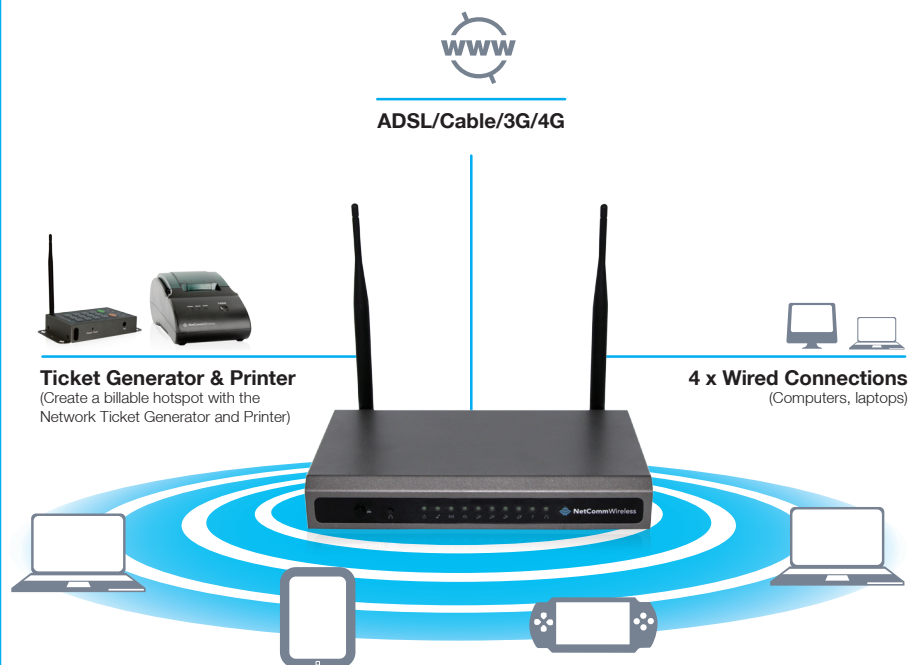 www
ADSL/Cable/3G/4G
Ticket Generator & Printer
(Create a billable hotspot with the
Network Ticket Generator and Printer)
4 x Wired Connections
(Computers, laptops)
NetCommWireless